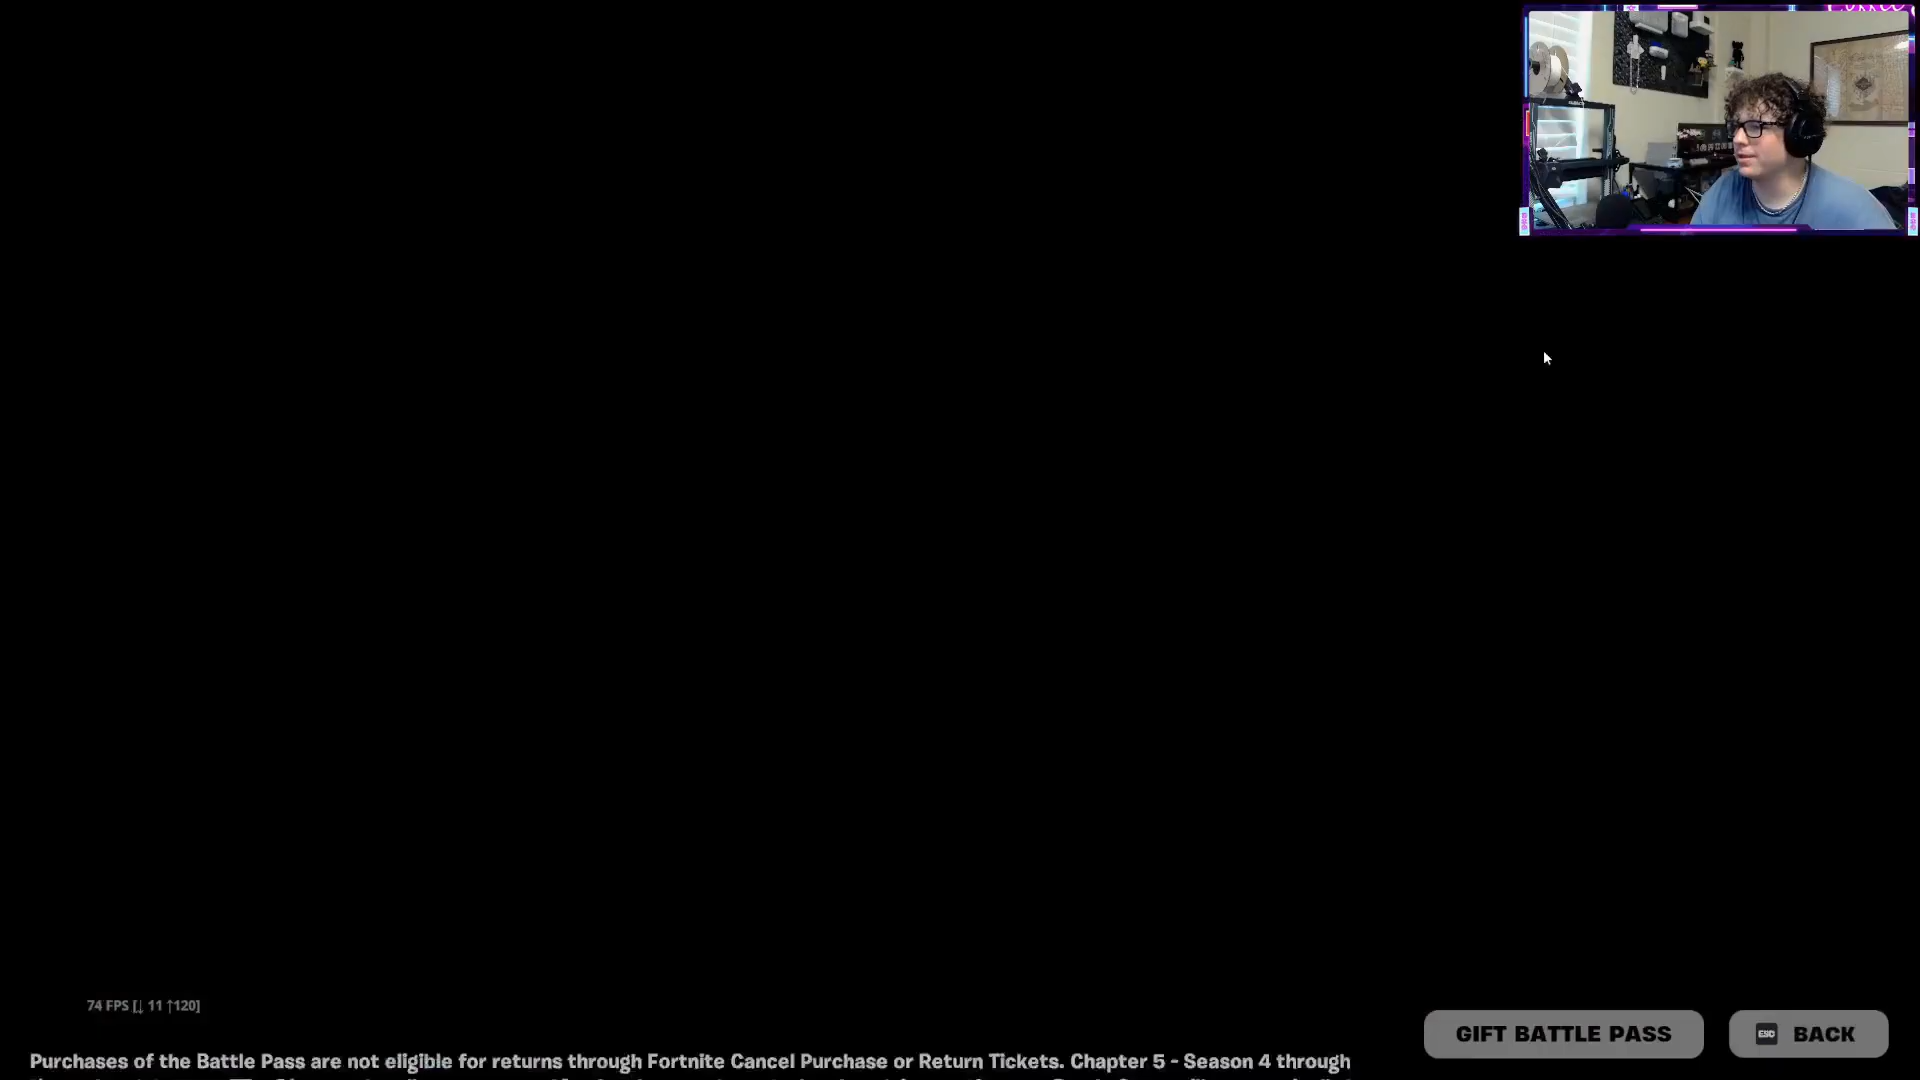 74 FPS [↓ 11 ↑120]
GIFT BATTLE PASS
ESC BACK
Purchases of the Battle Pass are not eligible for returns through Fortnite Cancel Purchase or Return Tickets. Chapter 5 - Season 4 through